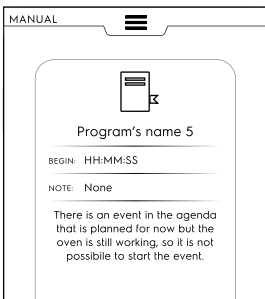 MANUAL
Program's name 5
BEGIN: HH:MM:SS
NOTE: None
There is an event in the agenda
that is planned for now but the
oven is still working, so it is not
possibile to start the event.